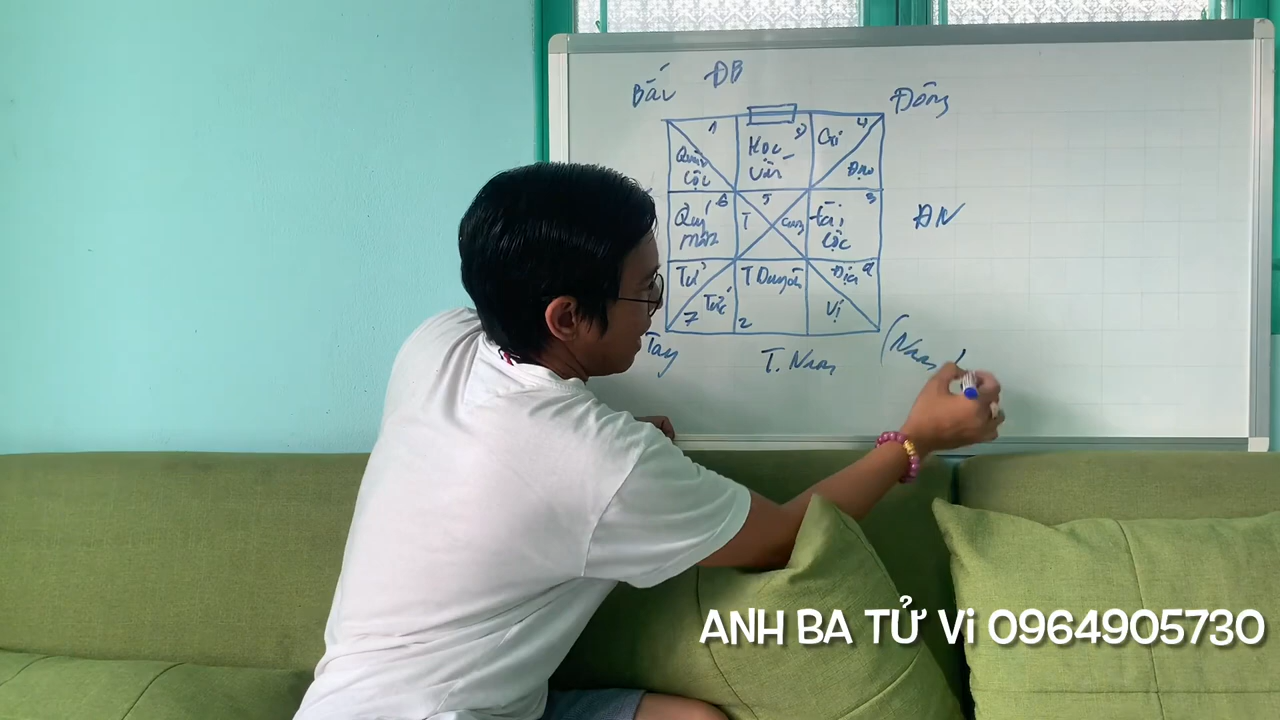 Bắc ĐB Đông
1 3 4
Quan Lộc
Học Vấn
Gia Đạo
6 5 8
Quý nhân
T Cung
Tài Lộc
Tử Tức 7
T Duyên 2
Địa Vị 9
ĐN
Tây T. Nam (Nam)
ANH BA TỬ Vi 0964905730